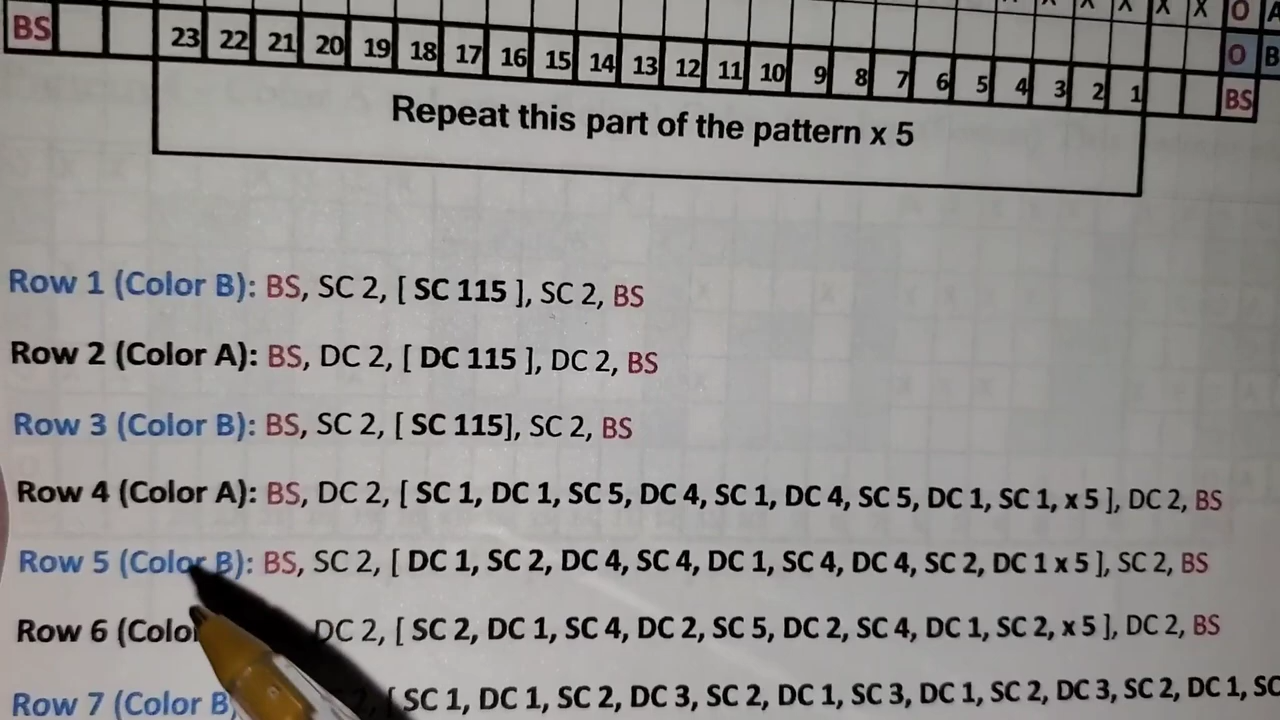 X X X X X O A
O B
BS 23 22 21 20 19 18 17 16 15 14 13 12 11 10 9 8 7 6 5 4 3 2 1 BS
Repeat this part of the pattern x 5
Row 1 (Color B): BS, SC 2, [ SC 115 ], SC 2, BS
Row 2 (Color A): BS, DC 2, [ DC 115 ], DC 2, BS
Row 3 (Color B): BS, SC 2, [ SC 115], SC 2, BS
Row 4 (Color A): BS, DC 2, [ SC 1, DC 1, SC 5, DC 4, SC 1, DC 4, SC 5, DC 1, SC 1, x 5 ], DC 2, BS
Row 5 (Color B): BS, SC 2, [ DC 1, SC 2, DC 4, SC 4, DC 1, SC 4, DC 4, SC 2, DC 1 x 5 ], SC 2, BS
Row 6 (Colo DC 2, [ SC 2, DC 1, SC 4, DC 2, SC 5, DC 2, SC 4, DC 1, SC 2, x 5 ], DC 2, BS
Row 7 (Color B [ SC 1, DC 1, SC 2, DC 3, SC 2, DC 1, SC 3, DC 1, SC 2, DC 3, SC 2, DC 1, SC